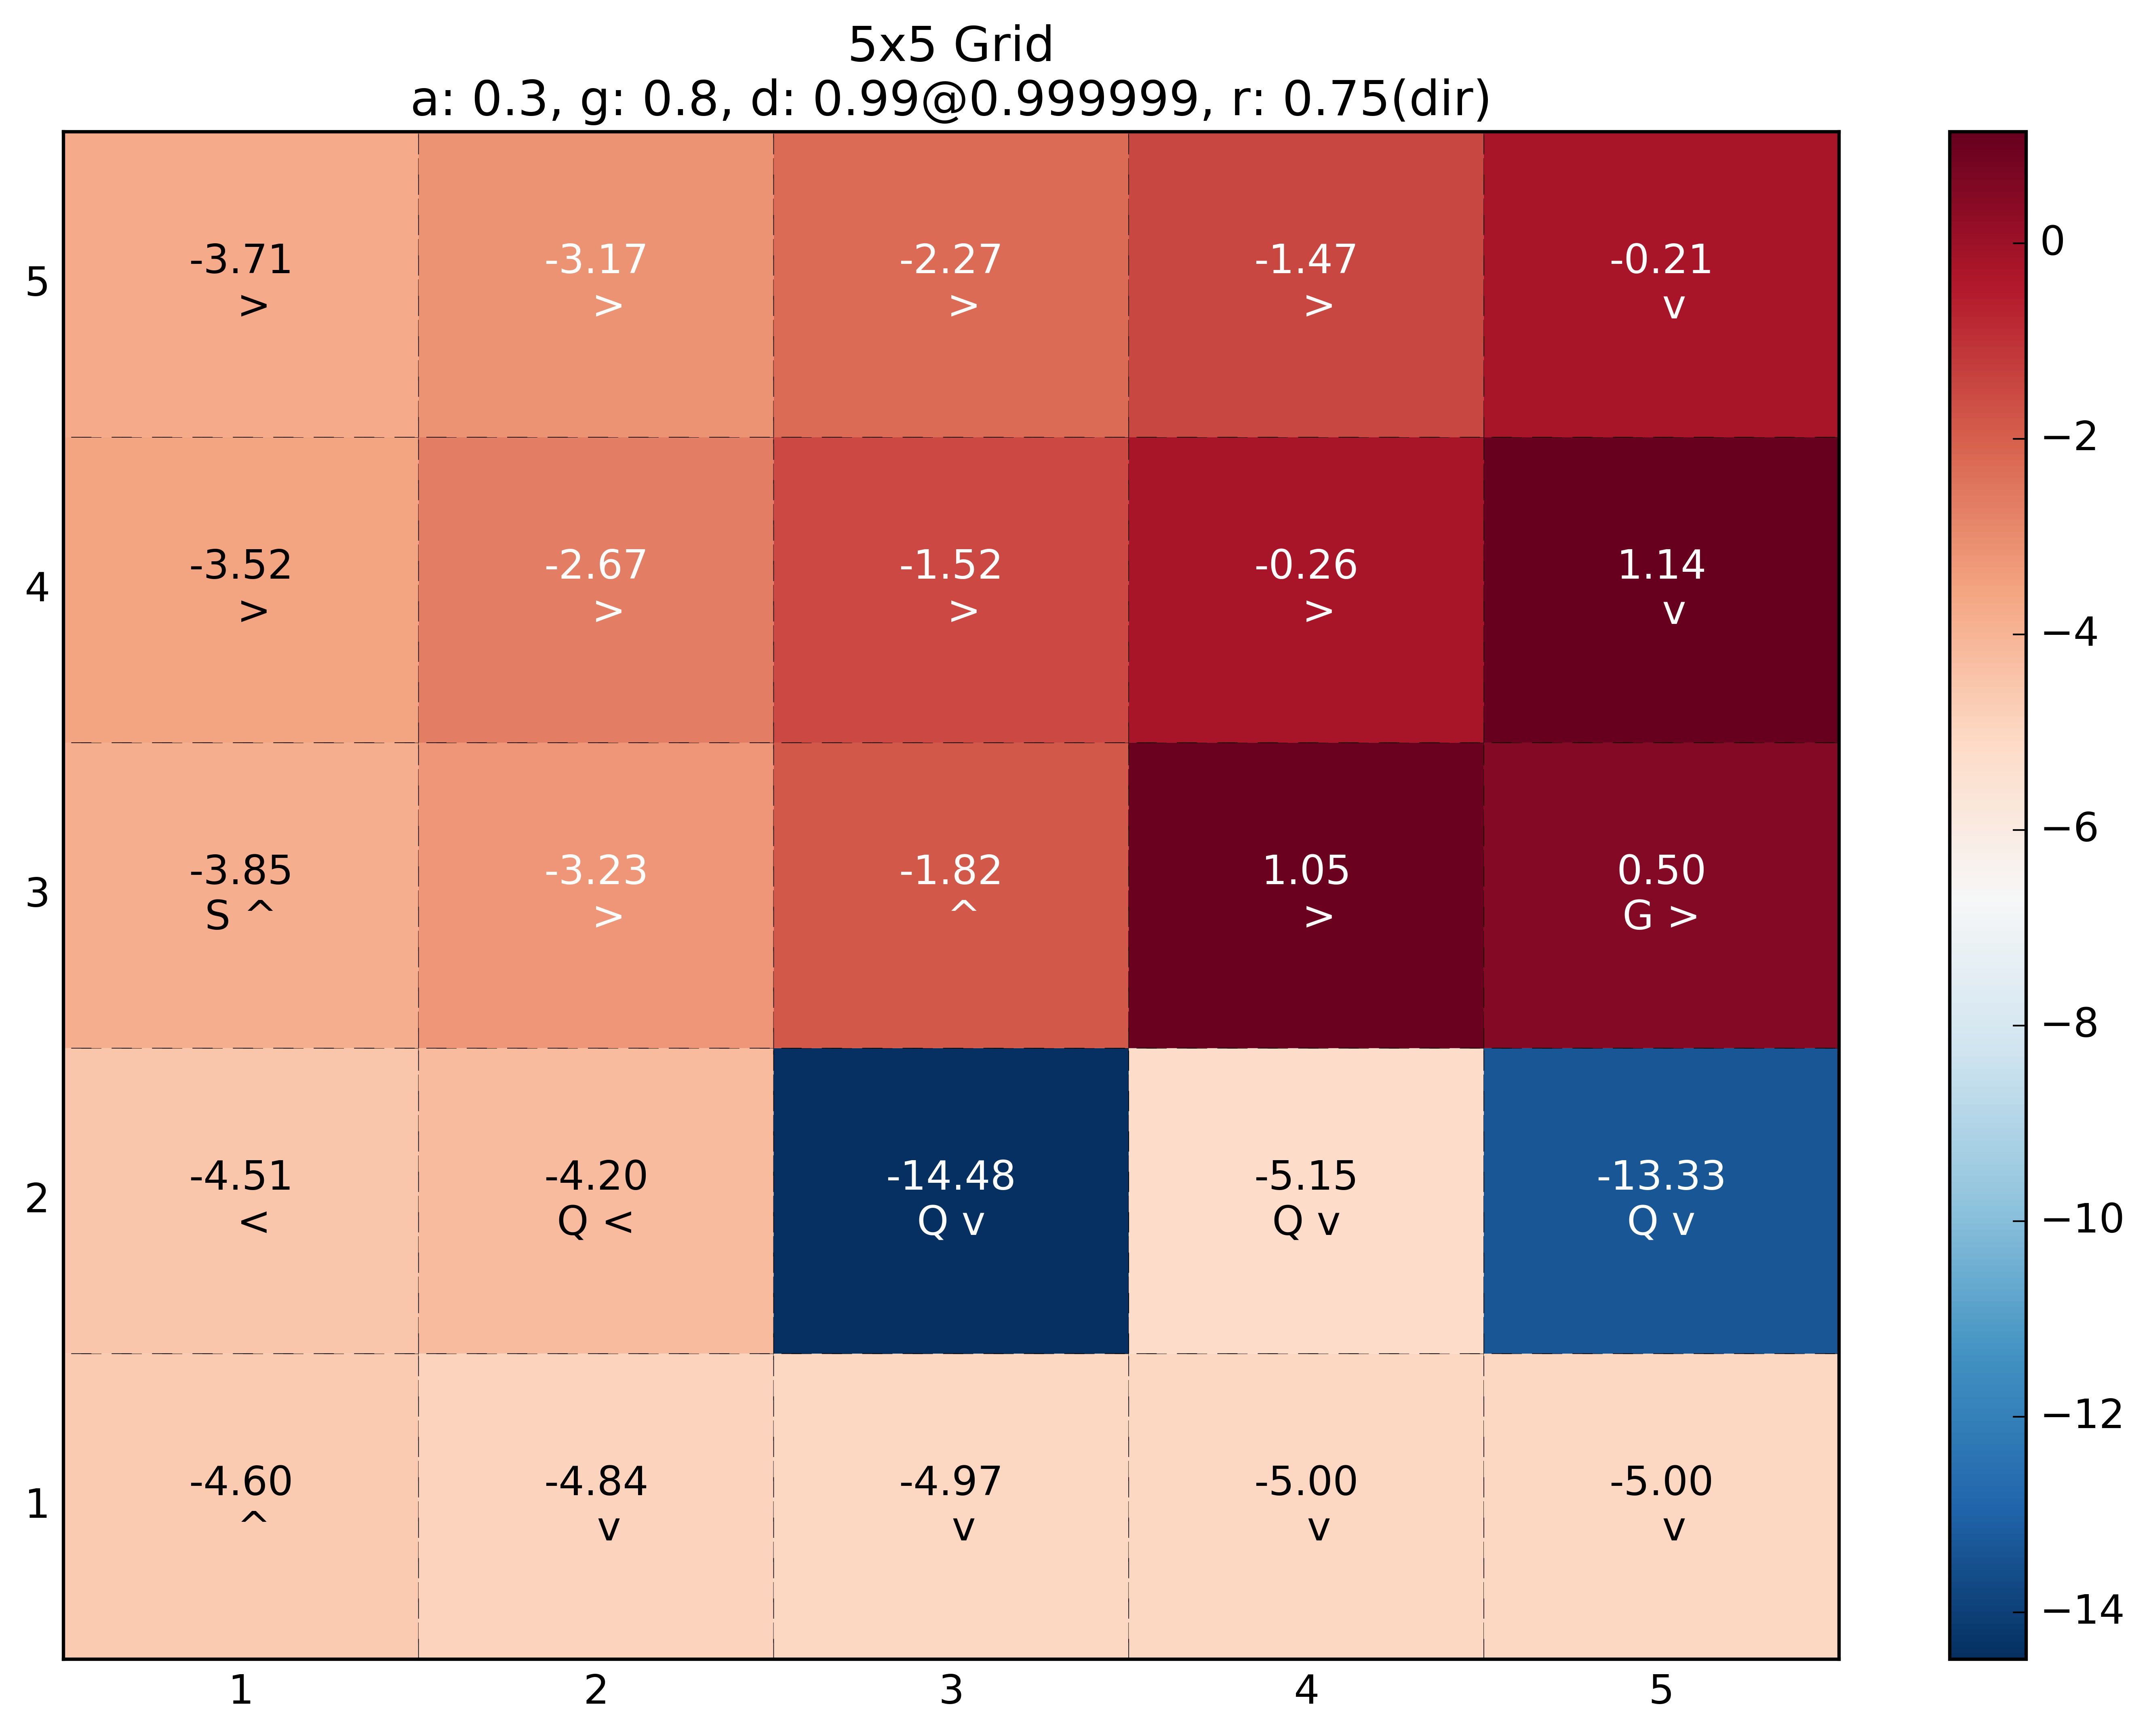 5x5 Grid
a: 0.3, g: 0.8, d: 0.99@0.999999, r: 0.75(dir)
5
-3.71 -3.17 -2.27 -1.47 -0.21
> > > > v
4
-3.52 -2.67 -1.52 -0.26 1.14
> > > > v
3
-3.85 -3.23 -1.82 1.05 0.50
S ^ > ^ > G >
2
-4.51 -4.20 -14.48 -5.15 -13.33
< Q < Q v Q v Q v
1
-4.60 -4.84 -4.97 -5.00 -5.00
^ v v v v
1 2 3 4 5
0
−2
−4
−6
−8
−10
−12
−14